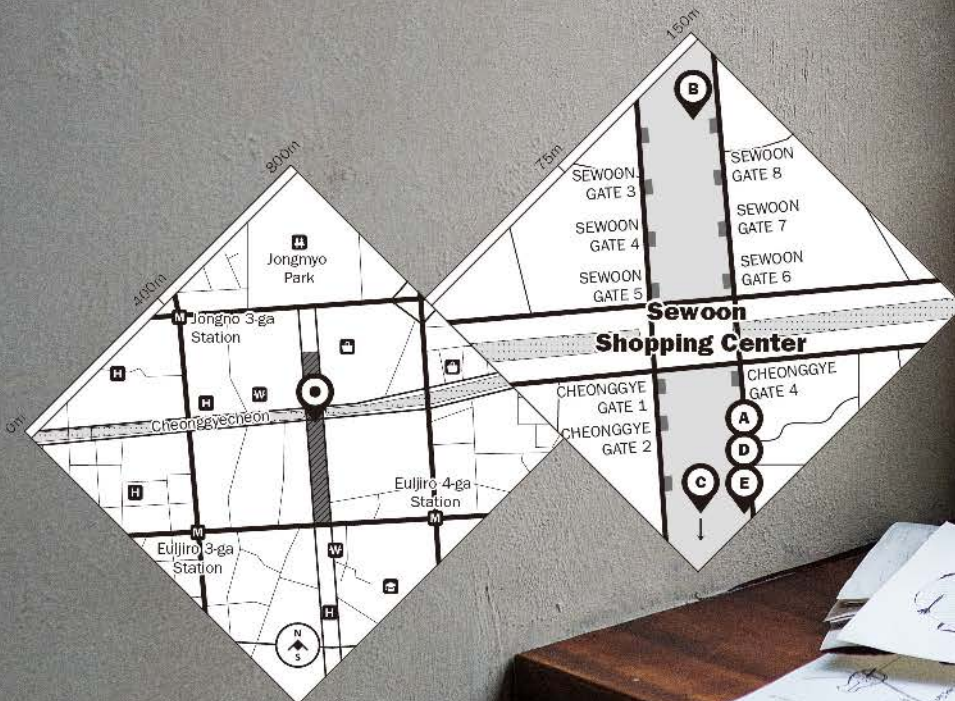 800m
400m
0m
Jongmyo
Park
M
Jongno 3-ga
Station
H
H
W
Cheonggyecheon
H
Euljiro 4-ga
Station
M
M
Euljiro 3-ga
Station
W
H
N
S
150m
75m
B
SEWOON
GATE 3
SEWOON
GATE 8
SEWOON
GATE 4
SEWOON
GATE 7
SEWOON
GATE 5
SEWOON
GATE 6
Sewoon
Shopping Center
CHEONGGYE
GATE 1
CHEONGGYE
GATE 4
CHEONGGYE
GATE 2
A
D
C
E